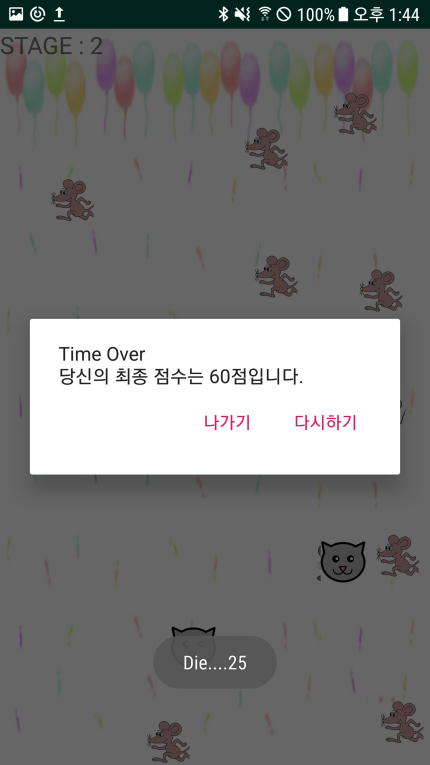 100% 오후 1:44
STAGE : 2
Time Over
당신의 최종 점수는 60점입니다.
나가기 다시하기
Die....25